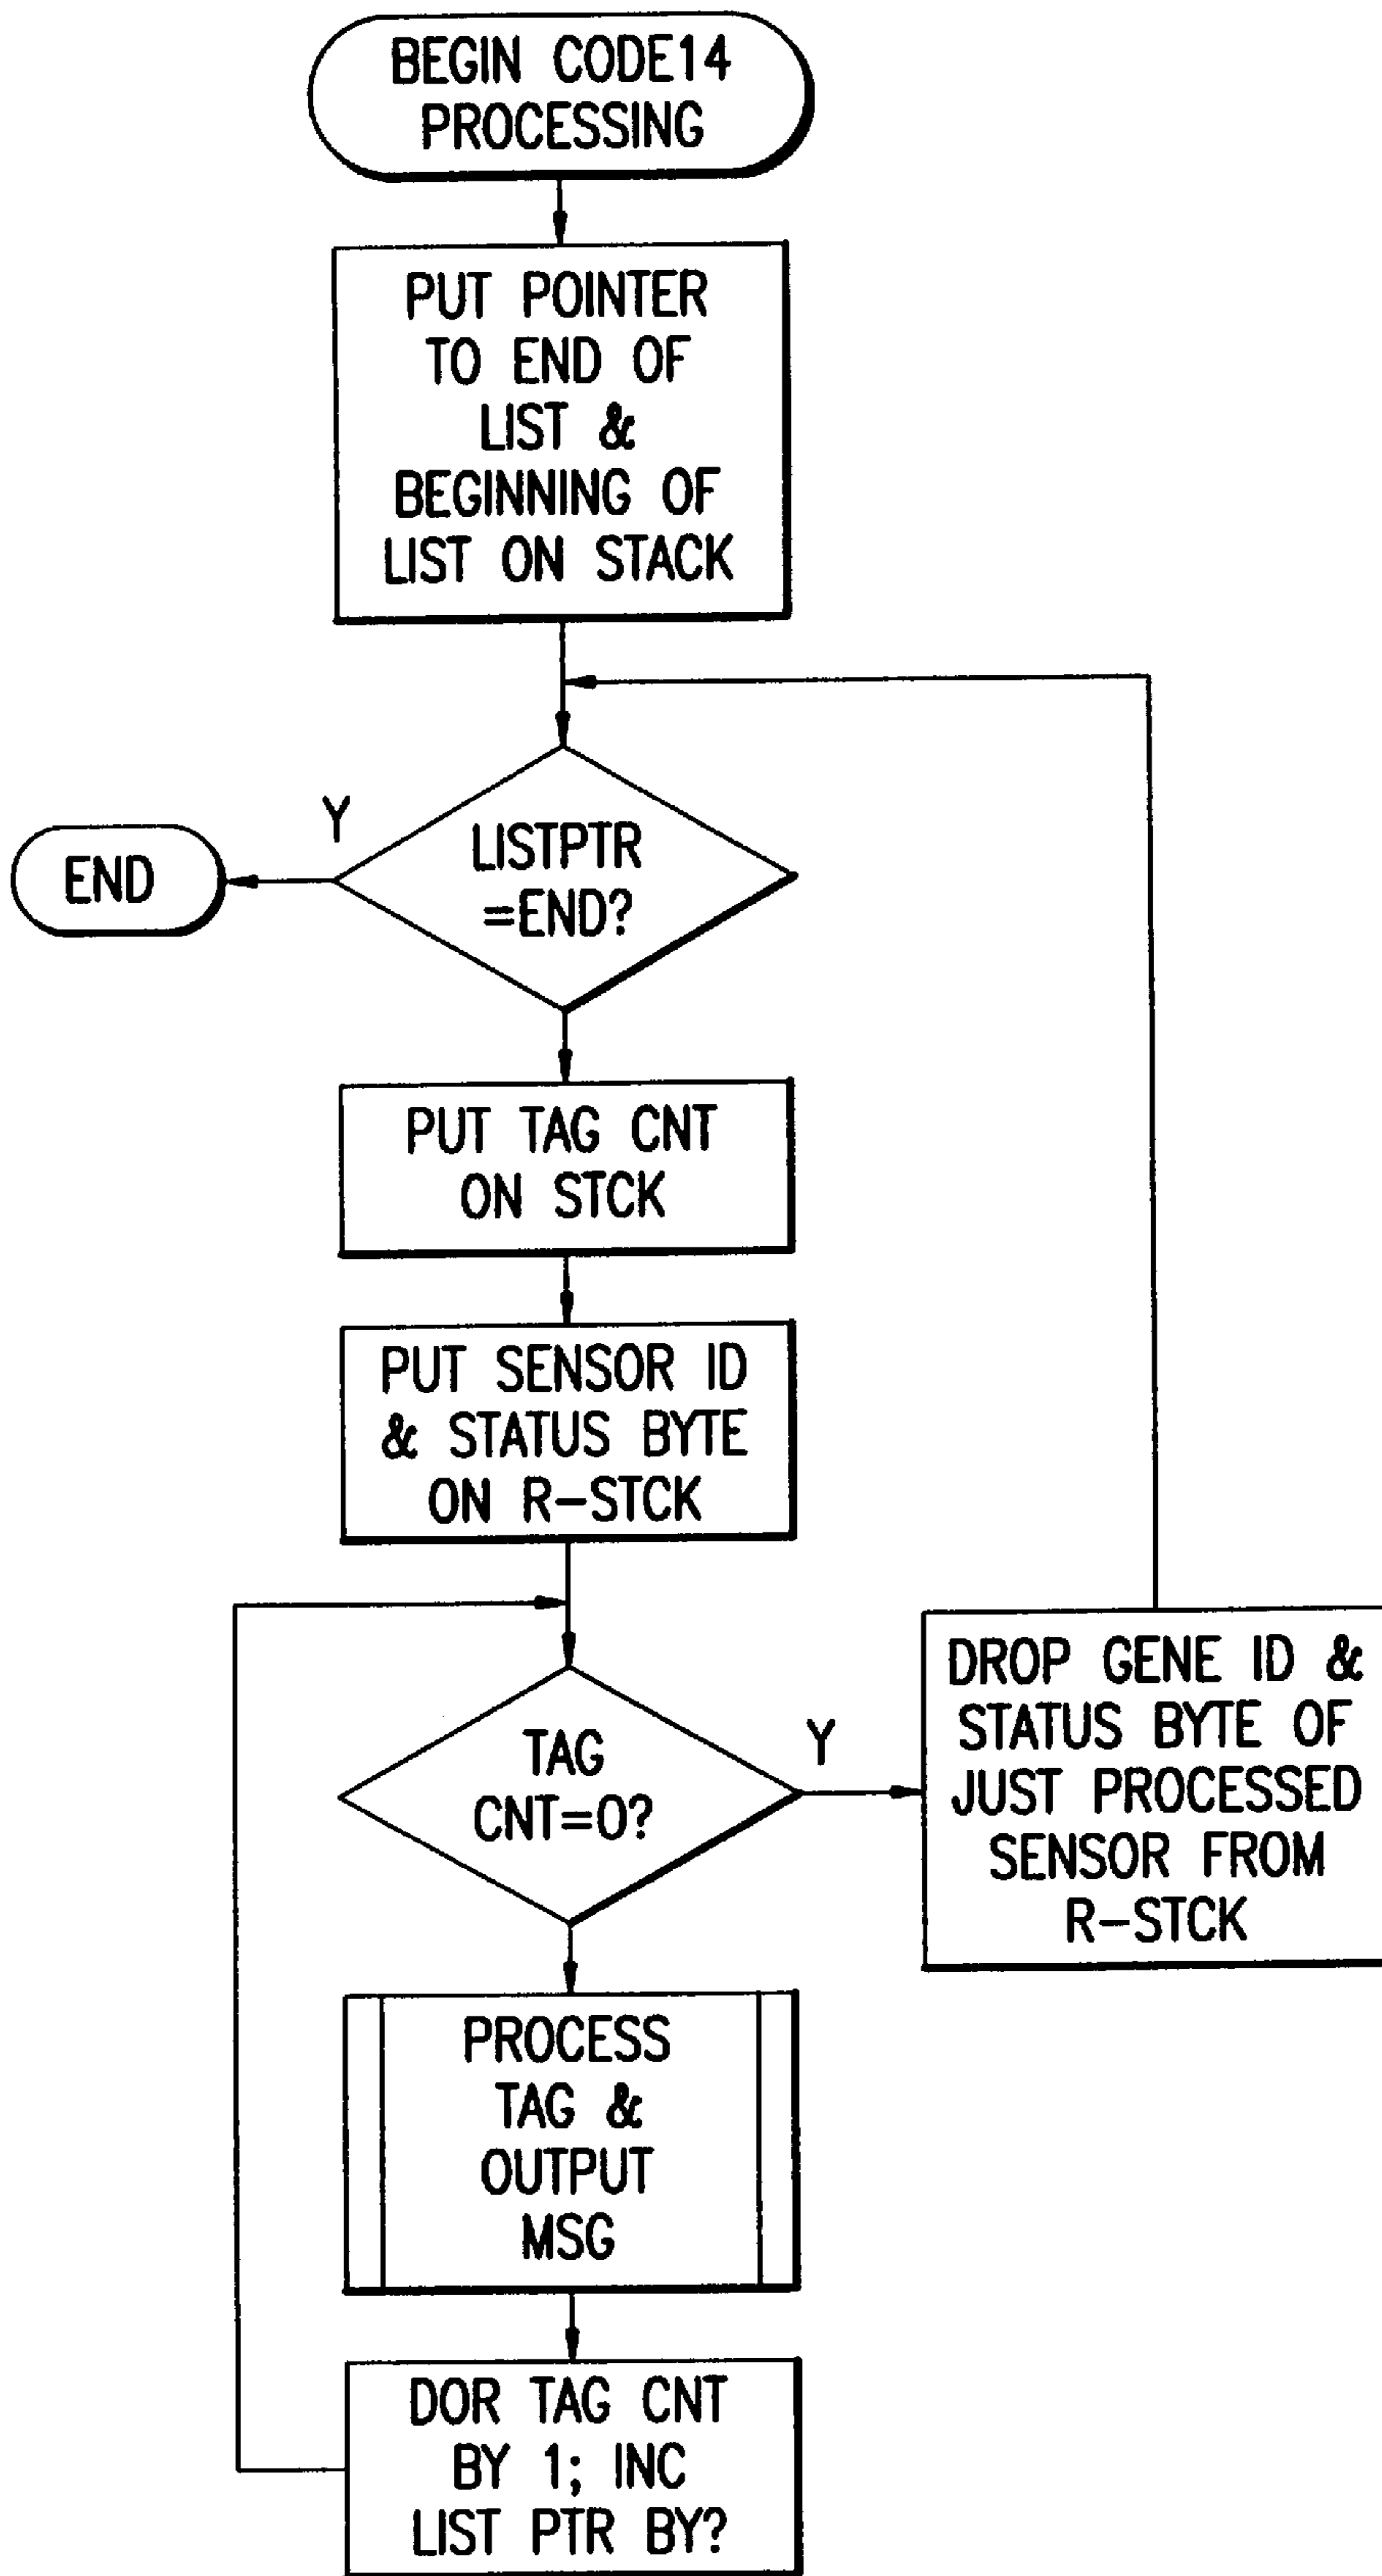 BEGIN CODE14
PROCESSING
PUT POINTER
TO END OF
LIST &
BEGINNING OF
LIST ON STACK
LISTPTR
=END?
Y
END
PUT TAG CNT
ON STCK
PUT SENSOR ID
& STATUS BYTE
ON R-STCK
TAG
CNT=0?
Y
DROP GENE ID &
STATUS BYTE OF
JUST PROCESSED
SENSOR FROM
R-STCK
PROCESS
TAG &
OUTPUT
MSG
DOR TAG CNT
BY 1; INC
LIST PTR BY?